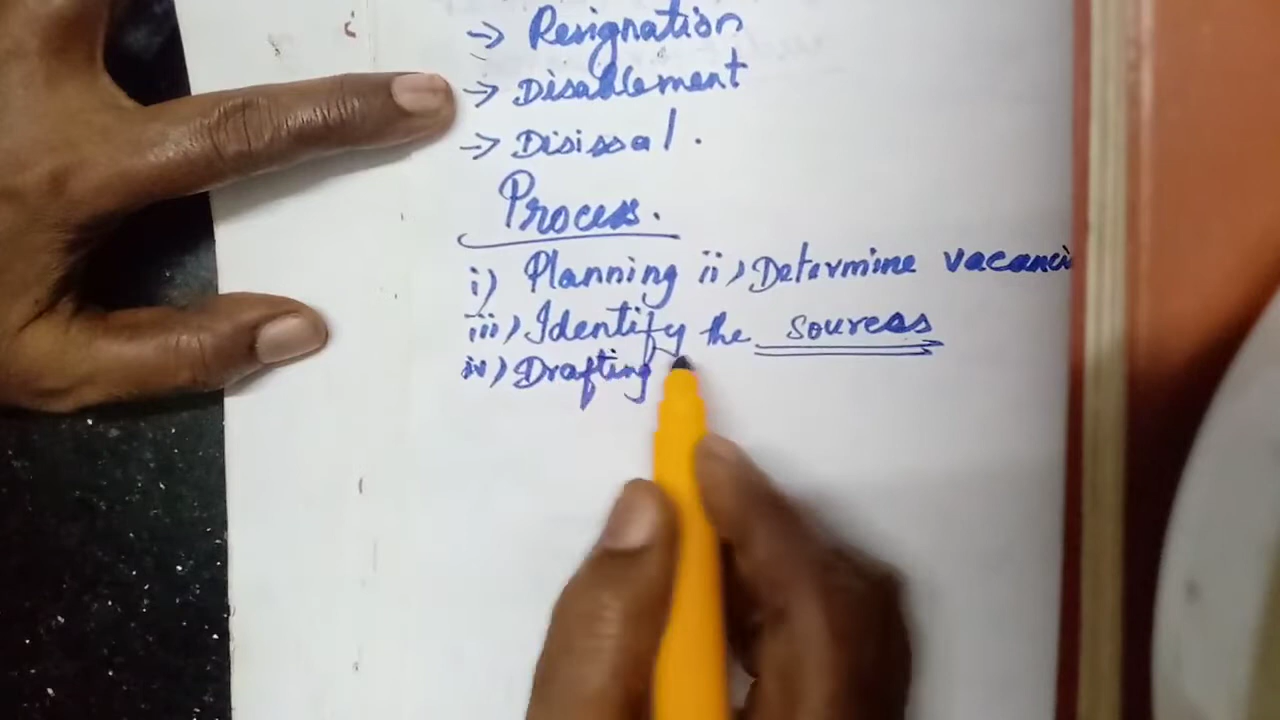 → Resignation
→ Disablement
→ Disissal.
Process.
i) Planning ii) Determine vacanci
iii) Identify the sources
iv) Drafting